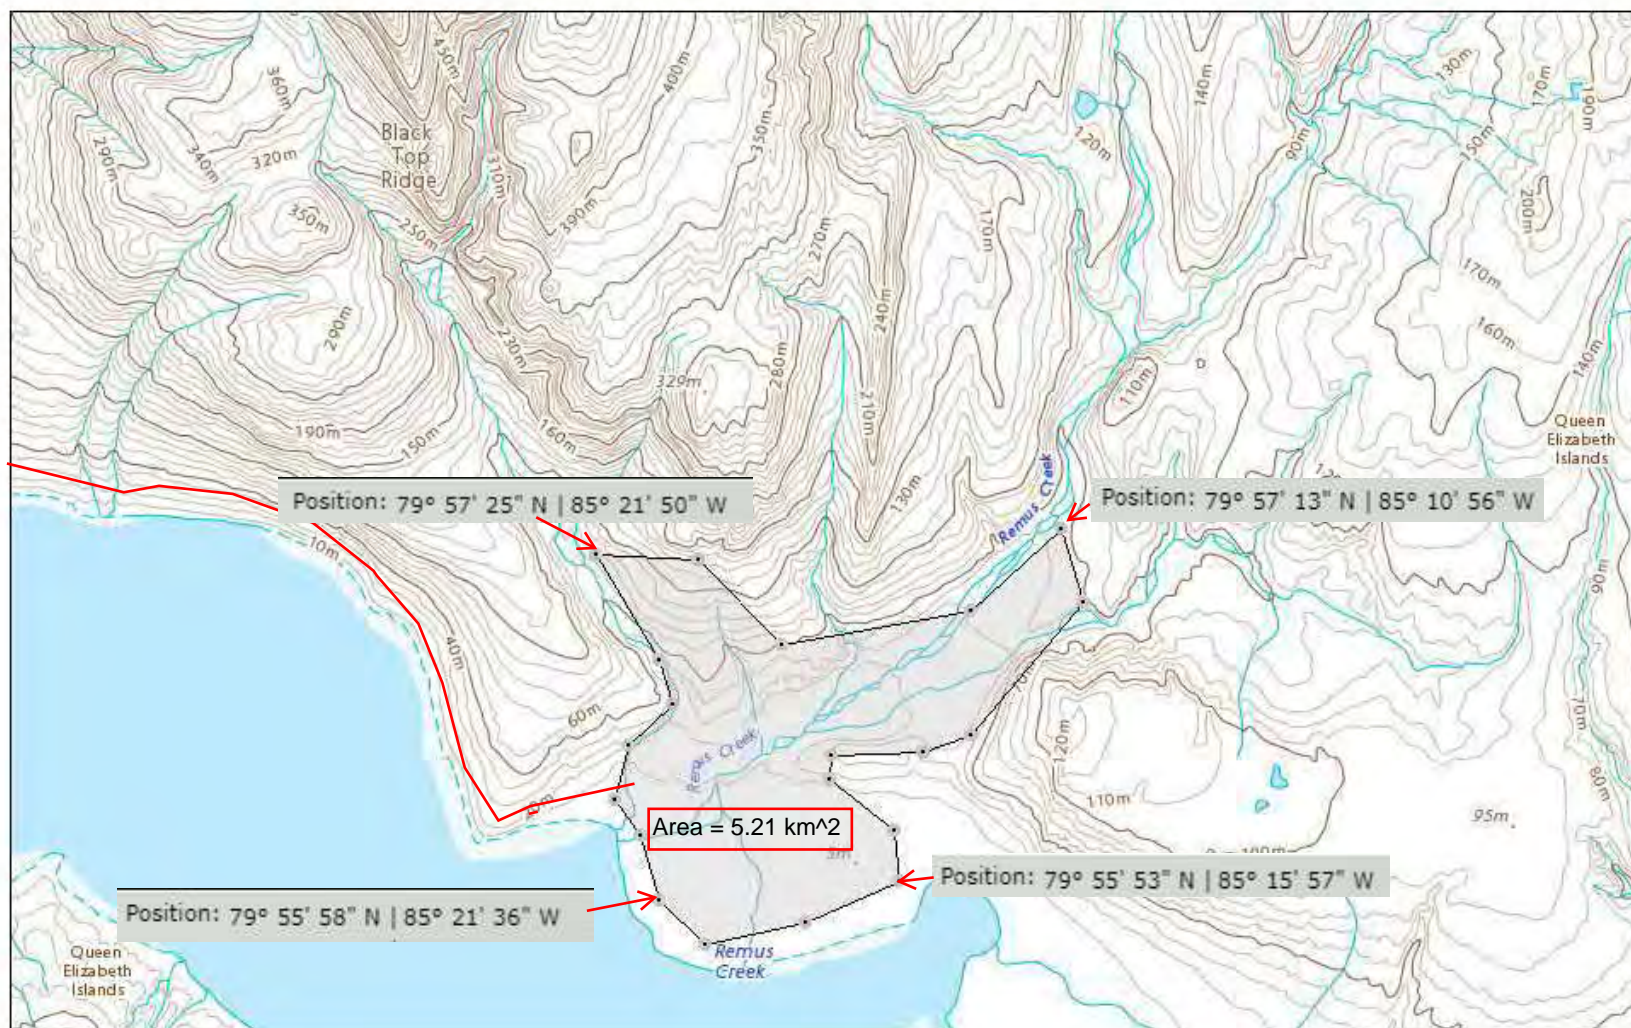 450m
400m
360m
130m
170m
190m
140m
350m
Black
Top
Ridge
120m
90m
150m
290m
340m
320m
310m
200m
350m
250m
390m
270m
170m
170m
290m
230m
240m
160m
140m
329m
280m
110m
210m
190m
150m
160m
Queen
Elizabeth
Islands
130m
Remus Creek
Position: 79° 57' 25" N | 85° 21' 50" W
Position: 79° 57' 13" N | 85° 10' 56" W
10m
90m
40m
60m
70m
120m
Remus Creek
80m
20m
110m
95m
Area = 5.21 km^2
3m
100m
Position: 79° 55' 53" N | 85° 15' 57" W
Position: 79° 55' 58" N | 85° 21' 36" W
Queen
Elizabeth
Islands
Remus
Creek